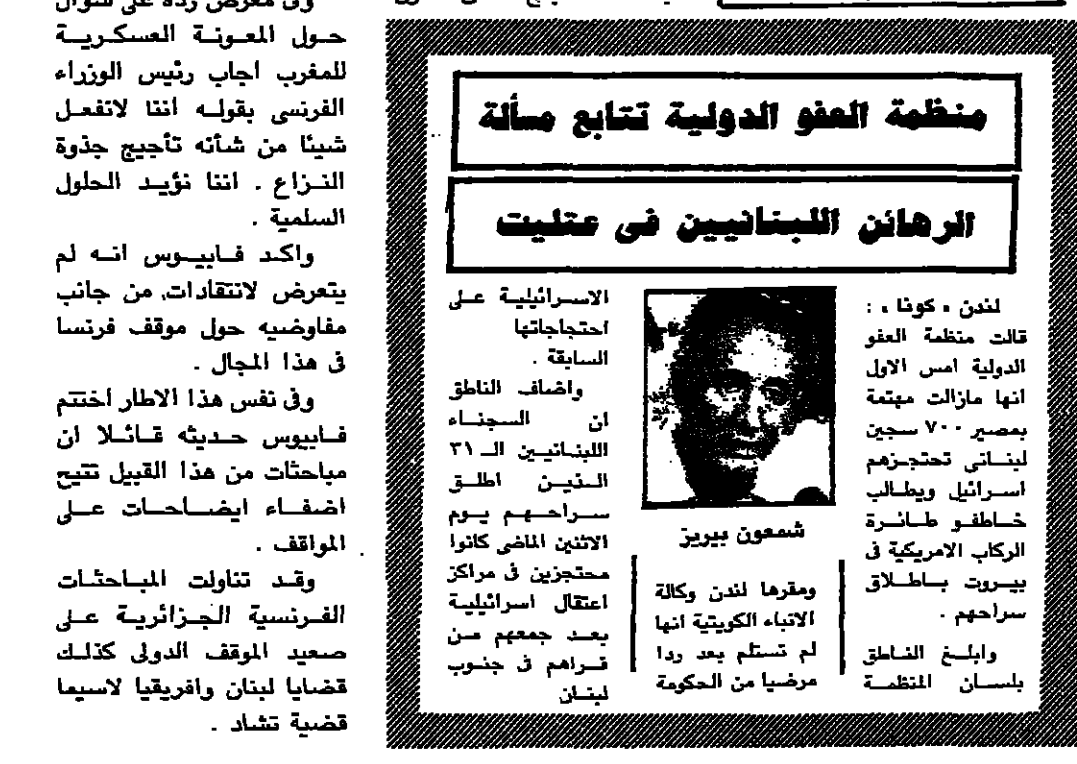 منظمة العفو الدولية تتابع مسألة
الرهائن اللبنانيين فى عتليت
لندن « كونا » :
قالت منظمة العفو
الدولية امس الاول
انها مازالت مهتمة
بمصير ٧٠٠ سجين
لبنانى تحتجزهم
اسرائيل ويطالب
خاطفو طائرة
الركاب الامريكية فى
بيروت باطلاق
سراحهم .
وابلغ الناطق
بلسان المنظمة
شمعون بيريز
ومقرها لندن وكالة
الانباء الكويتية انها
لم تستلم بعد ردا
مرضيا من الحكومة
الاسرائيلية على
احتجاجاتها
السابقة .
واضاف الناطق
ان السجناء
اللبنانيين الـ ٣١
الذين اطلق
سراحهم يوم
الاثنين الماضى كانوا
محتجزين فى مراكز
اعتقال اسرائيلية
بعد جمعهم من
قراهم فى جنوب
لبنان
وفى معرض رده على سؤال
حول المعونة العسكرية
للمغرب اجاب رئيس الوزراء
الفرنسى بقوله اننا لانفعل
شيئا من شأنه تأجيج جذوة
النزاع . اننا نؤيد الحلول
السلمية .
واكد فابيوس انه لم
يتعرض لانتقادات من جانب
مفاوضيه حول موقف فرنسا
فى هذا المجال .
وفى نفس هذا الاطار اختتم
فابيوس حديثه قائلا ان
مباحثات من هذا القبيل تتيح
اضفاء ايضاحات على
المواقف .
وقد تناولت المباحثات
الفرنسية الجزائرية على
صعيد الموقف الدولى كذلك
قضايا لبنان وافريقيا لاسيما
قضية تشاد .